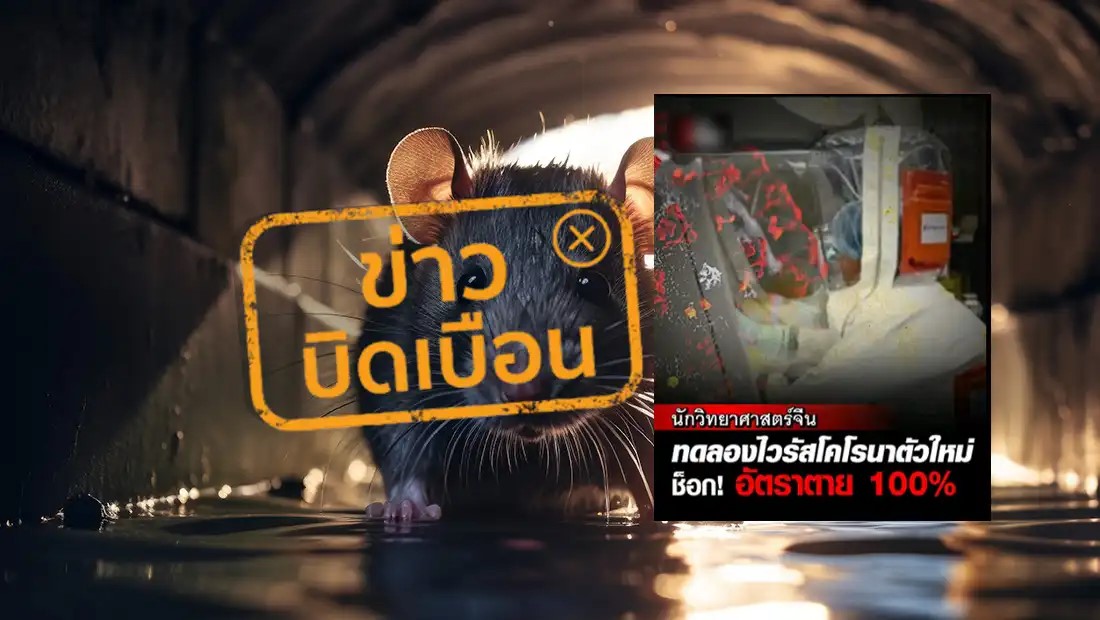 ข่าว
บิดเบือน
นักวิทยาศาสตร์จีน
ทดลองไวรัสโคโรนาตัวใหม่
ช็อก! อัตราตาย 100%